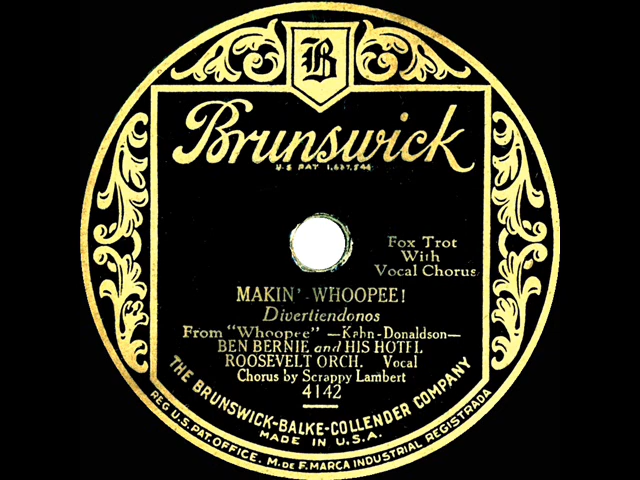 B
Brunswick
U.S. PAT. 1,637,544
Fox Trot
With
Vocal Chorus
MAKIN' WHOOPEE!
Divertiendonos
From "Whoopee" —Kahn-Donaldson—
BEN BERNIE and HIS HOTEL
ROOSEVELT ORCH. Vocal
Chorus by Scrappy Lambert
4142
THE BRUNSWICK-BALKE-COLLENDER COMPANY
MADE IN U.S.A.
REG. U.S. PAT. OFFICE. M. DE F. MARCA INDUSTRIAL REGISTRADA